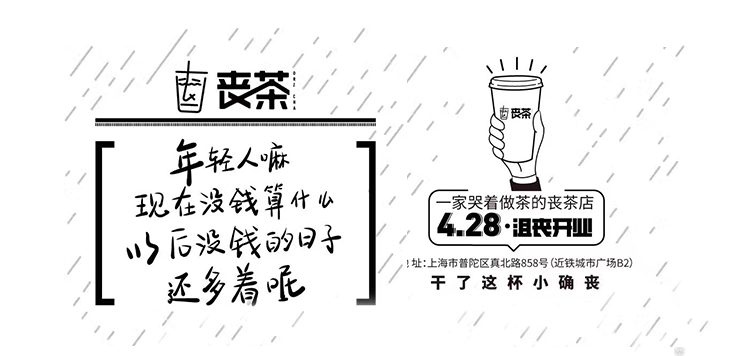 丧茶
ONE CHA
年轻人嘛
现在没钱算什么
以后没钱的日子
还多着呢
丧茶
一家哭着做茶的丧茶店
4.28·沮丧开业
址:上海市普陀区真北路858号(近铁城市广场B2)
干了这杯小确丧